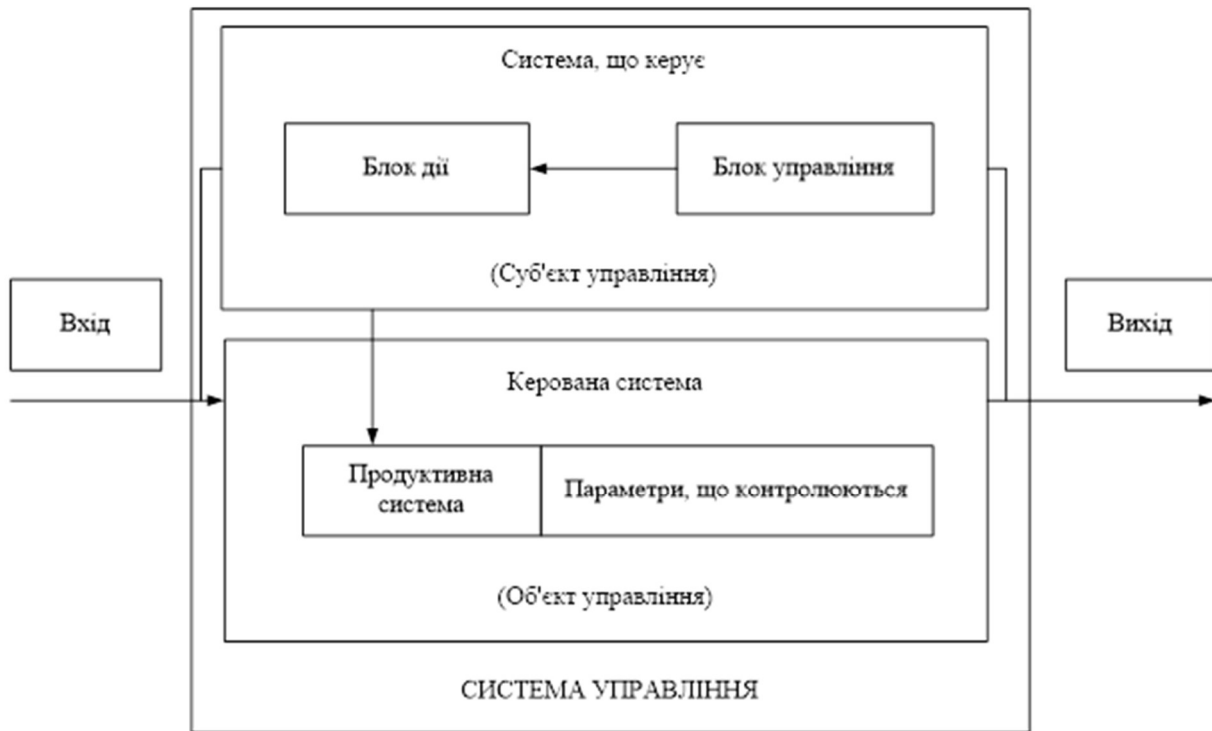 Система, що керує
Блок дії
Блок управління
(Суб'єкт управління)
Вхід
Вихід
Керована система
Продуктивна
система
Параметри, що контролюються
(Об'єкт управління)
СИСТЕМА УПРАВЛІННЯ